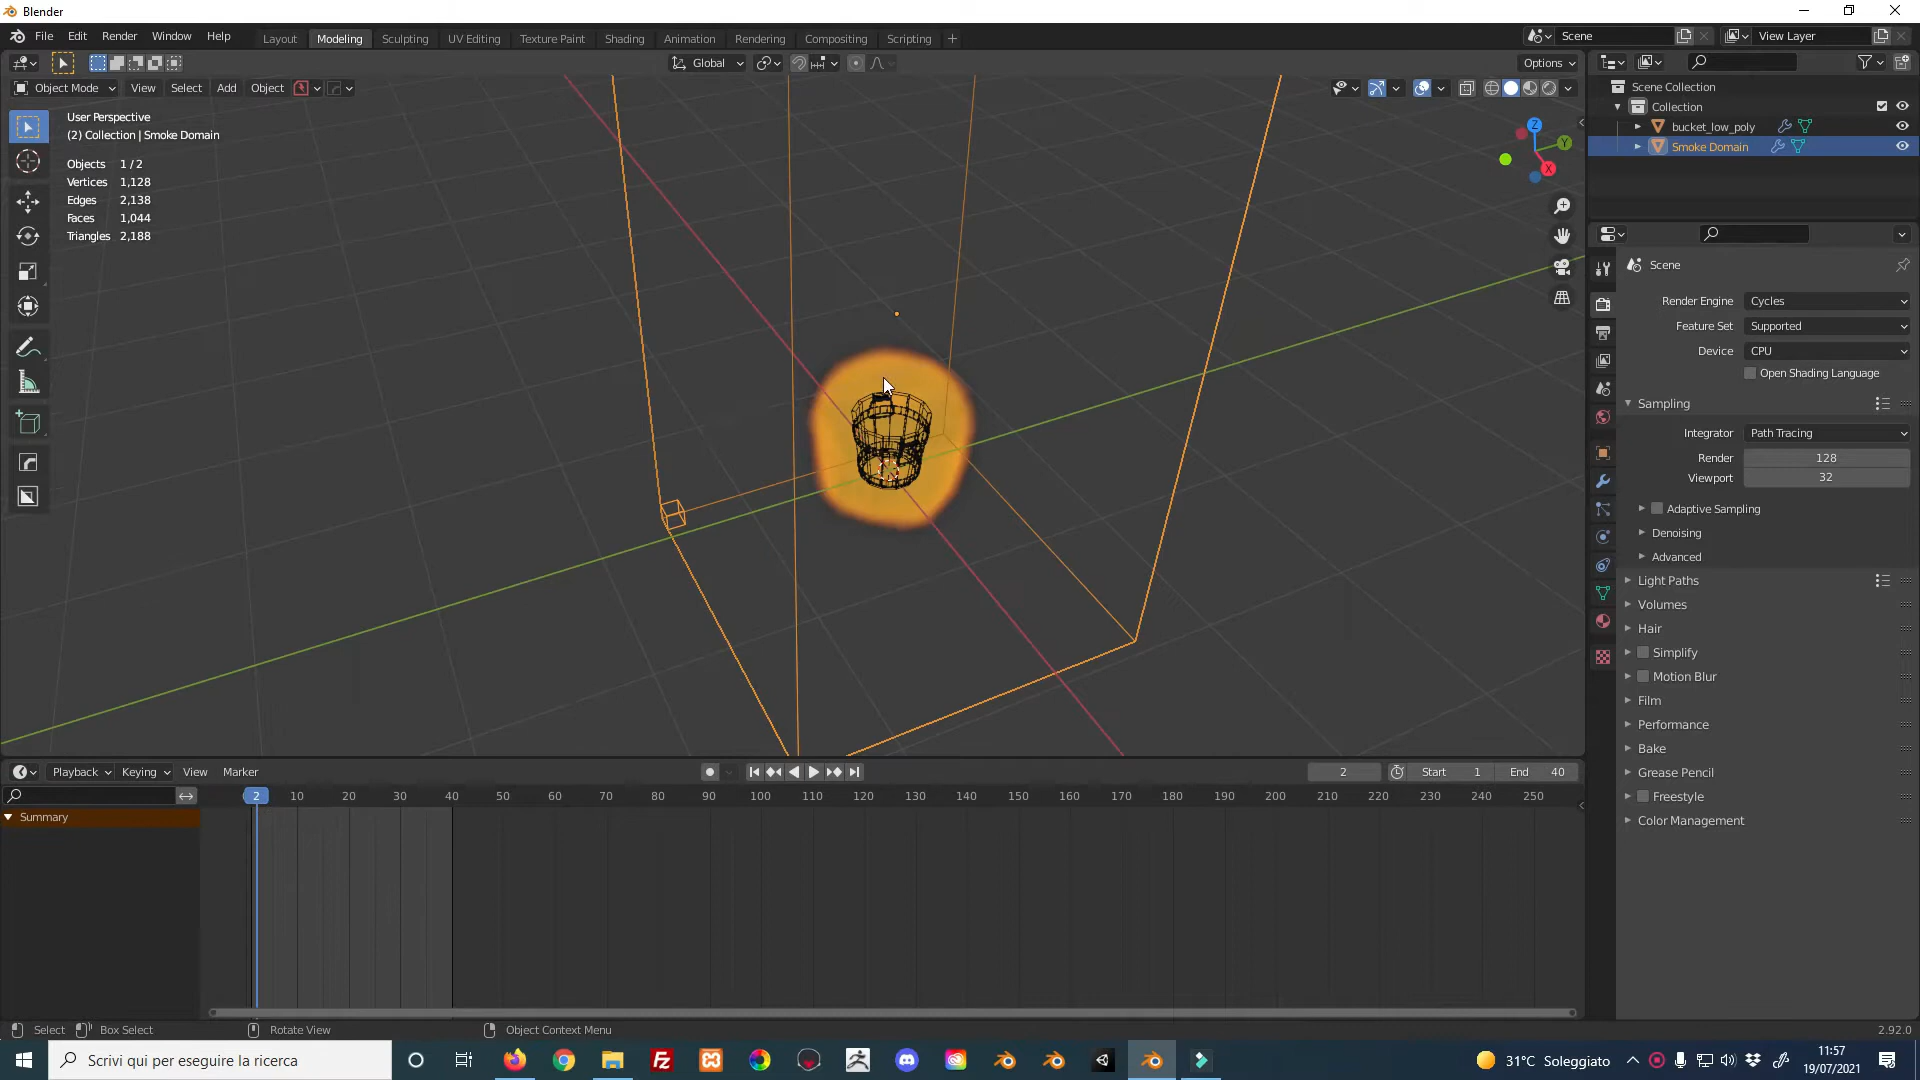 Blender
File Edit Render Window Help
Layout Modeling Sculpting UV Editing Texture Paint Shading Animation Rendering Compositing Scripting +
Scene
View Layer
Global
Options
Object Mode View Select Add Object
User Perspective
(2) Collection | Smoke Domain
Objects 1 / 2
Vertices 1,128
Edges 2,138
Faces 1,044
Triangles 2,188
Z
Y
X
Scene Collection
Collection
bucket_low_poly
Smoke Domain
Scene
Render Engine Cycles
Feature Set Supported
Device CPU
Open Shading Language
Sampling
Integrator Path Tracing
Render 128
Viewport 32
Adaptive Sampling
Denoising
Advanced
Light Paths
Volumes
Hair
Simplify
Motion Blur
Film
Performance
Bake
Grease Pencil
Freestyle
Color Management
Playback Keying View Marker
2
Start 1
End 40
2 10 20 30 40 50 60 70 80 90 100 110 120 130 140 150 160 170 180 190 200 210 220 230 240 250
Summary
Select Box Select Rotate View Object Context Menu 2.92.0
Scrivi qui per eseguire la ricerca
31°C Soleggiato
11:57
19/07/2021